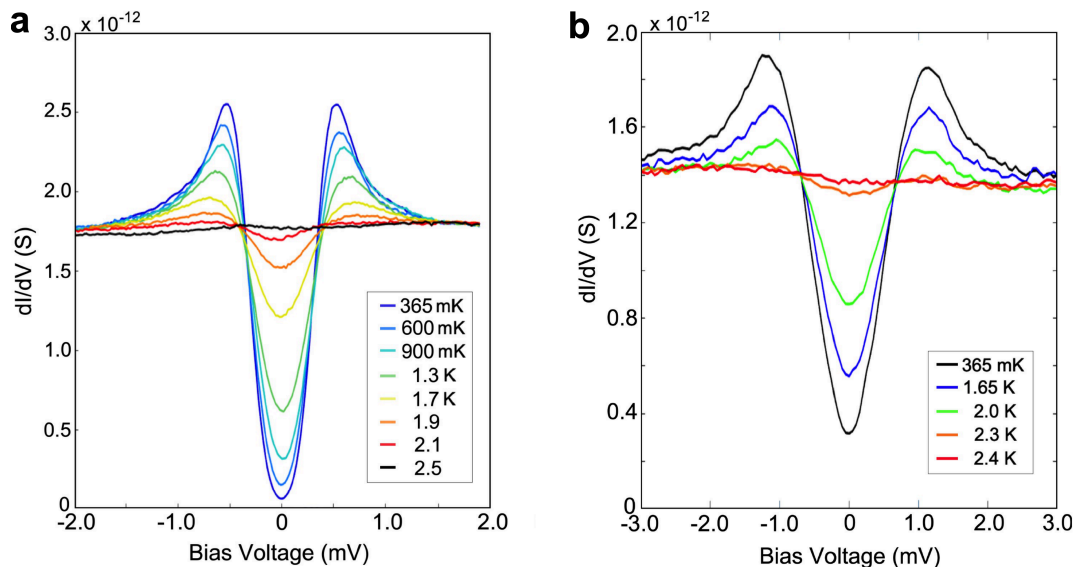 a
x 10⁻¹²
3.0
2.5
2.0
1.5
1.0
0.5
0
-2.0
-1.0
0
1.0
2.0
dI/dV (S)
Bias Voltage (mV)
365 mK
600 mK
900 mK
1.3 K
1.7 K
1.9
2.1
2.5
b
x 10⁻¹²
2.0
1.6
1.2
0.8
0.4
0
-3.0
-2.0
-1.0
0
1.0
2.0
3.0
dI/dV (S)
Bias Voltage (mV)
365 mK
1.65 K
2.0 K
2.3 K
2.4 K